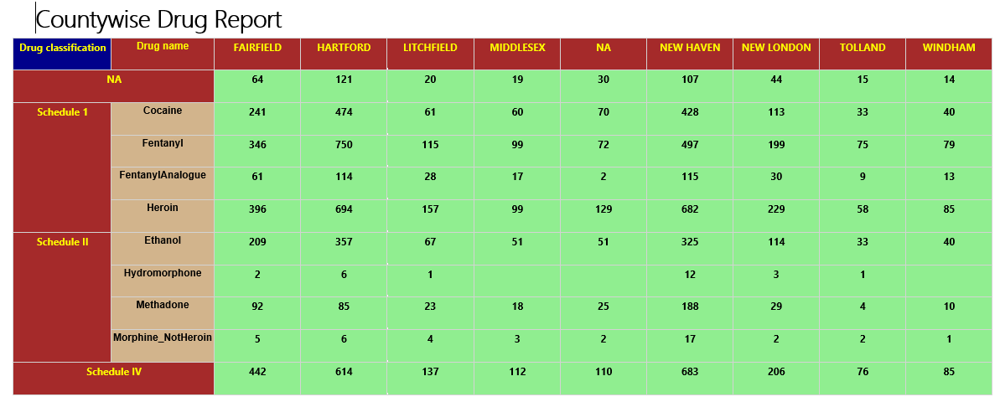 Countywise Drug Report
Drug classification Drug name FAIRFIELD HARTFORD LITCHFIELD MIDDLESEX NA NEW HAVEN NEW LONDON TOLLAND WINDHAM
NA 64 121 20 19 30 107 44 15 14
Schedule 1 Cocaine 241 474 61 60 70 428 113 33 40
Fentanyl 346 750 115 99 72 497 199 75 79
FentanylAnalogue 61 114 28 17 2 115 30 9 13
Heroin 396 694 157 99 129 682 229 58 85
Schedule II Ethanol 209 357 67 51 51 325 114 33 40
Hydromorphone 2 6 1 12 3 1
Methadone 92 85 23 18 25 188 29 4 10
Morphine_NotHeroin 5 6 4 3 2 17 2 2 1
Schedule IV 442 614 137 112 110 683 206 76 85